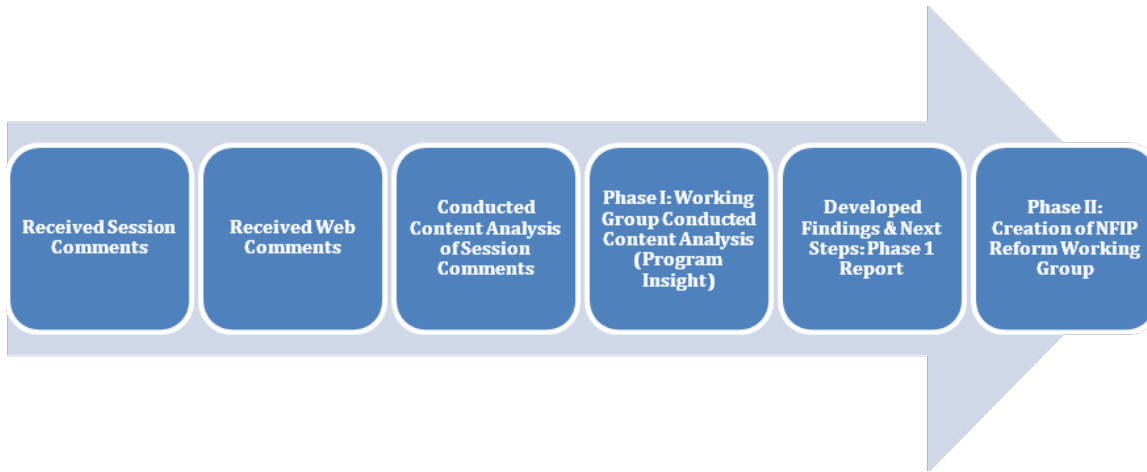 Received Session
Comments
Received Web
Comments
Conducted
Content Analysis
of Session
Comments
Phase I: Working
Group Conducted
Content Analysis
(Program
Insight)
Developed
Findings & Next
Steps: Phase 1
Report
Phase II:
Creation of NFIP
Reform Working
Group